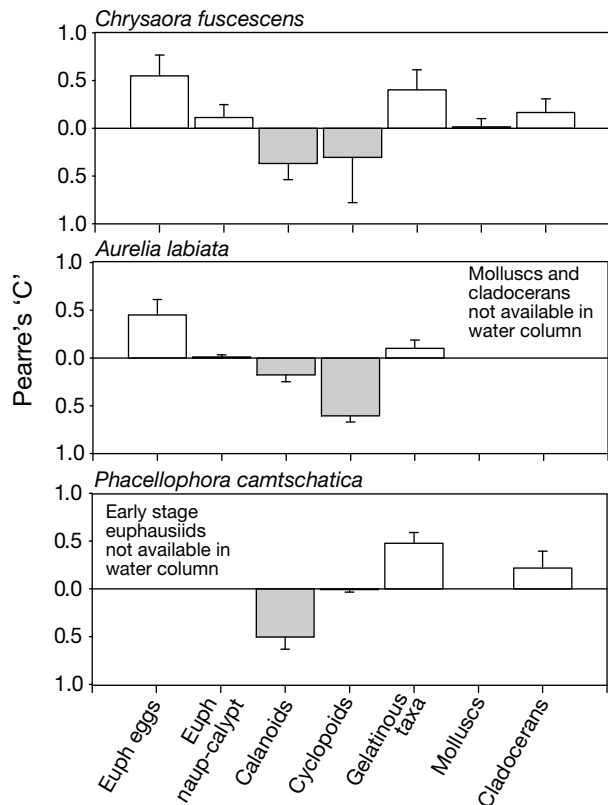 Chrysaora fuscescens
1.0
0.5
0.0
0.5
1.0
Aurelia labiata
1.0
0.5
0.0
0.5
1.0
Molluscs and
cladocerans
not available in
water column
Pearre's 'C'
Phacellophora camtschatica
1.0
0.5
0.0
0.5
1.0
Early stage
euphausiids
not available in
water column
Euph eggs
Euph
naup-calypt
Calanoids
Cyclopoids
Gelatinous
taxa
Molluscs
Cladocerans